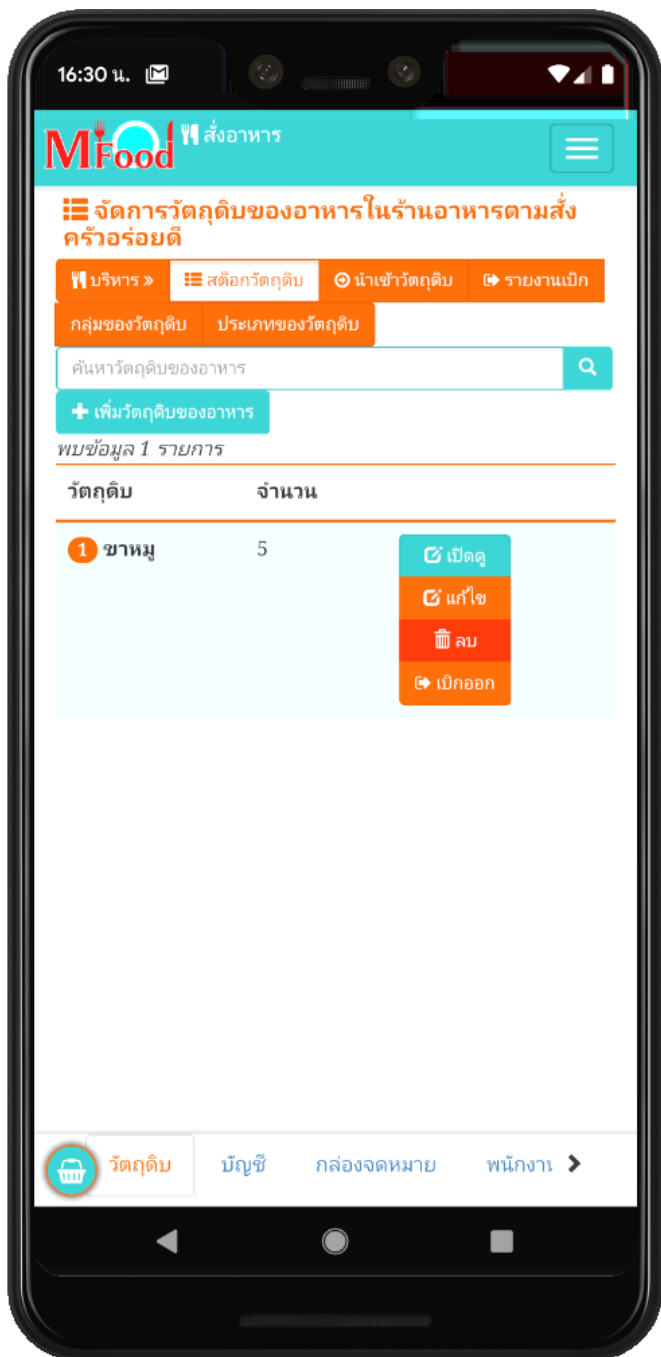 16:30 น.
MFood สั่งอาหาร
จัดการวัตถุดิบของอาหารในร้านอาหารตามสั่ง
ครัวอร่อยดี
บริหาร » สต๊อกวัตถุดิบ นำเข้าวัตถุดิบ รายงานเบิก
กลุ่มของวัตถุดิบ ประเภทของวัตถุดิบ
ค้นหาวัตถุดิบของอาหาร
เพิ่มวัตถุดิบของอาหาร
พบข้อมูล 1 รายการ
วัตถุดิบ จำนวน
1 ขาหมู 5 เปิดดู
แก้ไข
ลบ
เบิกออก
วัตถุดิบ บัญชี กล่องจดหมาย พนักงาน